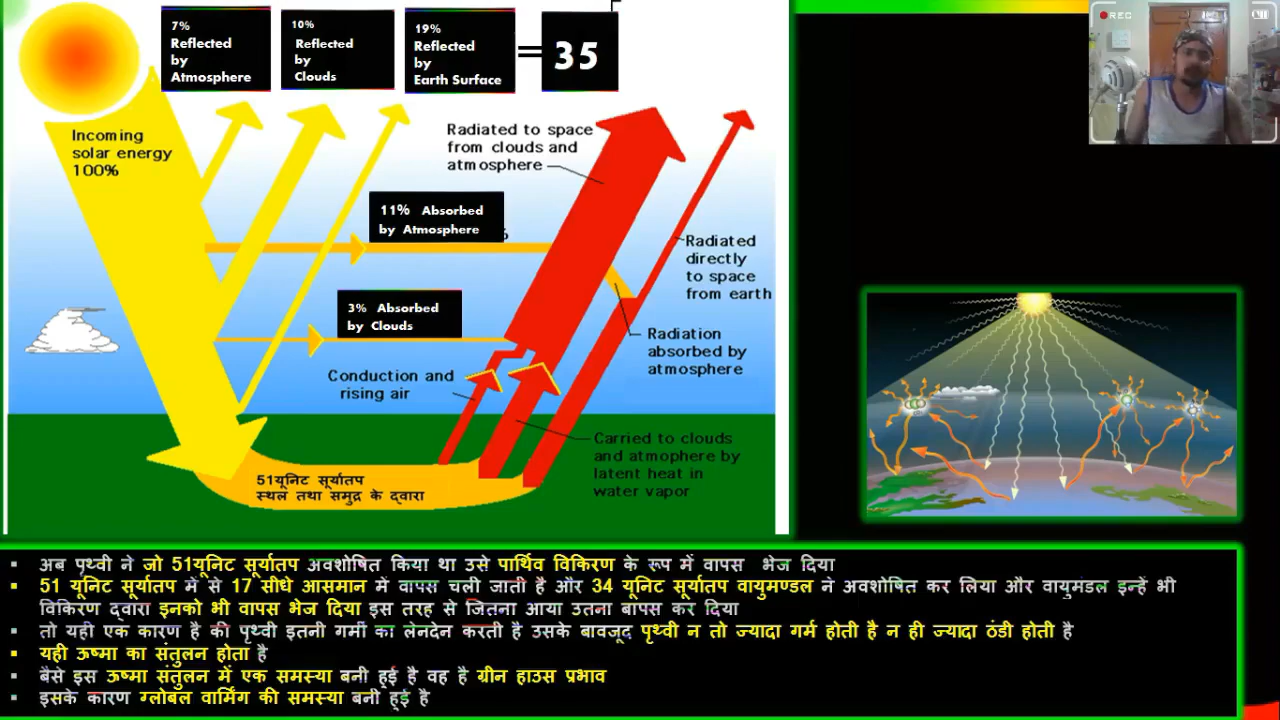 7%
Reflected
by
Atmosphere
10%
Reflected
by
Clouds
19%
Reflected
by
Earth Surface
=
35
REC
Incoming
solar energy
100%
Radiated to space
from clouds and
atmosphere
11% Absorbed
by Atmosphere
%
Radiated
directly
to space
from earth
3% Absorbed
by Clouds
Radiation
absorbed by
atmosphere
Conduction and
rising air
Carried to clouds
and atmophere by
latent heat in
water vapor
51यूनिट सूर्यातप
स्थल तथा समुद्र के द्वारा
अब पृथ्वी ने जो 51यूनिट सूर्यातप अवशोषित किया था उसे पार्थिव विकिरण के रूप में वापस भेज दिया
51 यूनिट सूर्यातप में से 17 सीधे आसमान में वापस चली जाती है और 34 यूनिट सूर्यातप वायुमण्डल ने अवशोषित कर लिया और वायुमंडल इन्हें भी
विकिरण द्वारा इनको भी वापस भेज दिया इस तरह से जितना आया उतना बापस कर दिया
तो यही एक कारण है की पृथ्वी इतनी गर्मी का लेनदेन करती है उसके बावजूद पृथ्वी न तो ज्यादा गर्म होती है न ही ज्यादा ठंडी होती है
यही ऊष्मा का संतुलन होता है
बैसे इस ऊष्मा संतुलन में एक समस्या बनी हुई है वह है ग्रीन हाउस प्रभाव
इसके कारण ग्लोबल वार्मिंग की समस्या बनी हुई है